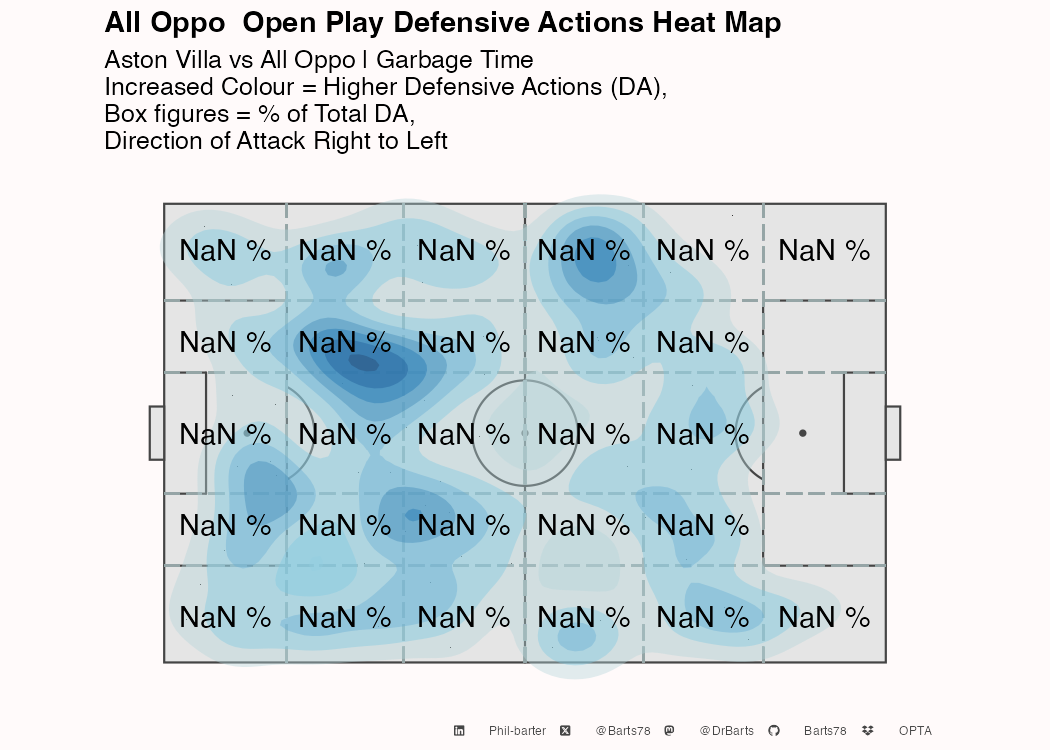 All Oppo  Open Play Defensive Actions Heat Map
Aston Villa vs All Oppo I Garbage Time
Increased Colour = Higher Defensive Actions (DA),
Box figures = % of Total DA,
Direction of Attack Right to Left
NaN % NaN % NaN % NaN % NaN % NaN %
NaN % NaN % NaN % NaN % NaN %
NaN % NaN % NaN % NaN % NaN %
NaN % NaN % NaN % NaN % NaN %
NaN % NaN % NaN % NaN % NaN % NaN %
Phil-barter @Barts78 @DrBarts Barts78 OPTA